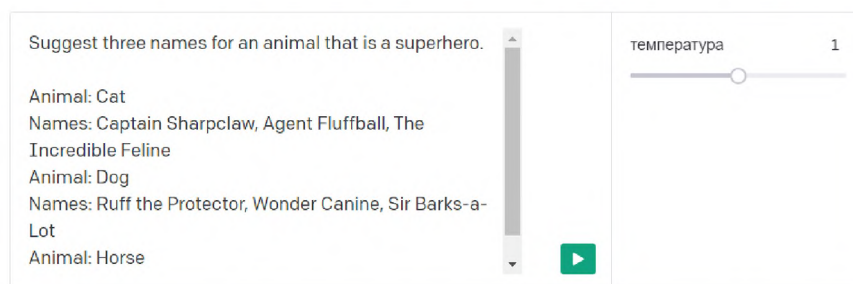 Suggest three names for an animal that is a superhero.
Animal: Cat
Names: Captain Sharpclaw, Agent Fluffball, The
Incredible Feline
Animal: Dog
Names: Ruff the Protector, Wonder Canine, Sir Barks-a-
Lot
Animal: Horse
температура 1